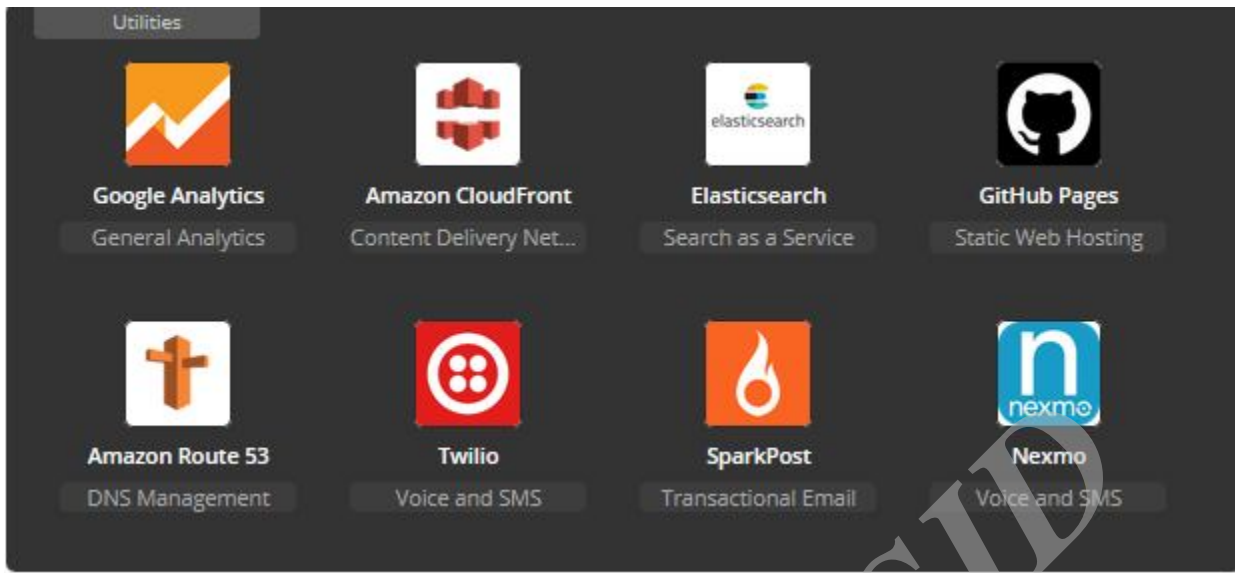 Utilities
elasticsearch
Google Analytics Amazon CloudFront Elasticsearch GitHub Pages
General Analytics Content Delivery Net... Search as a Service Static Web Hosting
nexmo
Amazon Route 53 Twilio SparkPost Nexmo
DNS Management Voice and SMS Transactional Email Voice and SMS